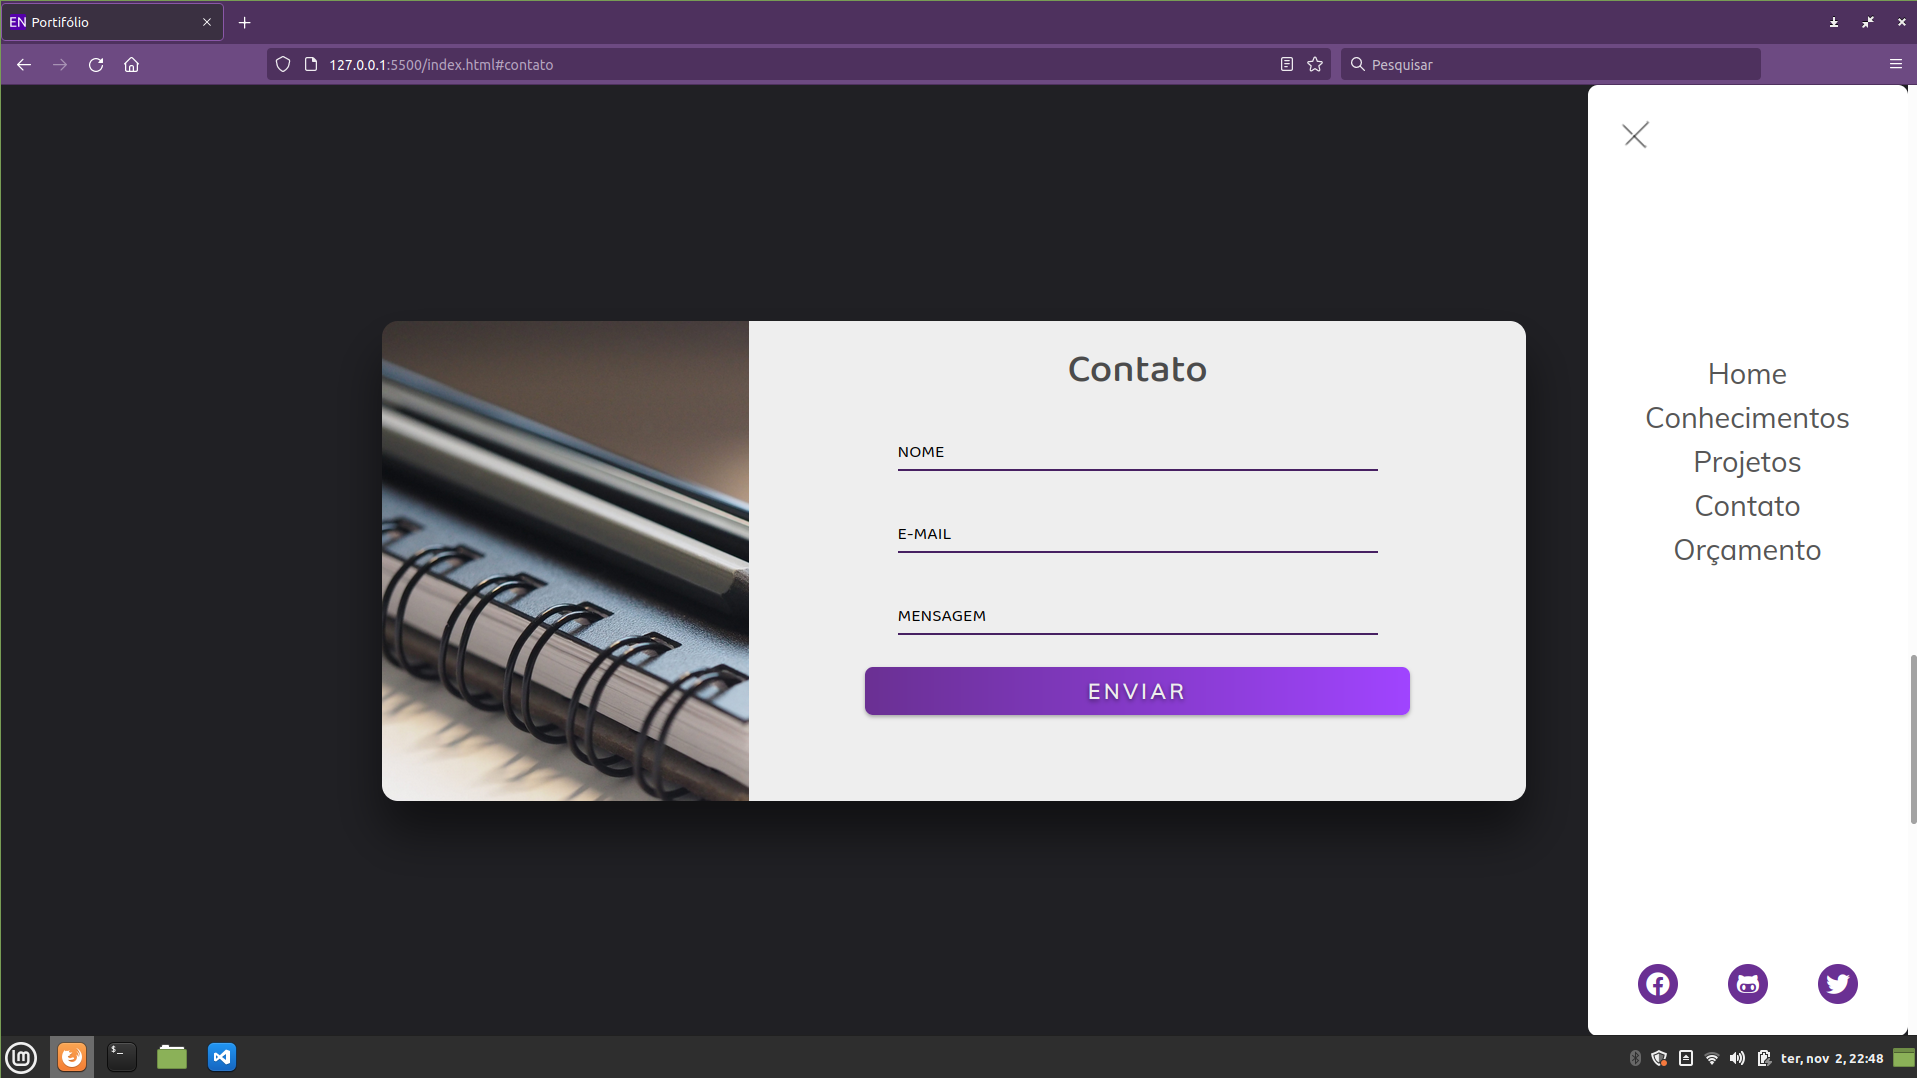 EN Portifólio
127.0.0.1:5500/index.html#contato
Pesquisar
Contato
NOME
E-MAIL
MENSAGEM
ENVIAR
Home
Conhecimentos
Projetos
Contato
Orçamento
lm
$_
ter, nov 2, 22:48